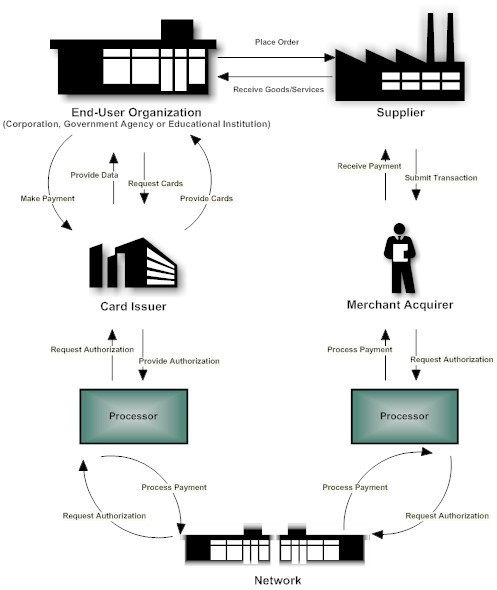 Place Order
Receive Goods/Services
End-User Organization
(Corporation, Government Agency or Educational Institution)
Supplier
Make Payment
Provide Data
Request Cards
Provide Cards
Receive Payment
Submit Transaction
Card Issuer
Merchant Acquirer
Request Authorization
Provide Authorization
Process Payment
Request Authorization
Processor
Processor
Process Payment
Request Authorization
Process Payment
Request Authorization
Network